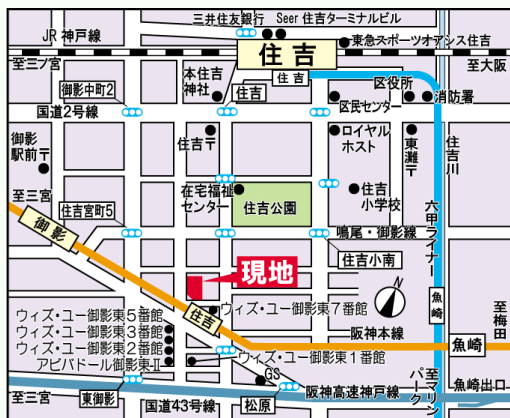 三井住友銀行 Seer 住吉ターミナルビル
JR 神戸線
住 吉
東急スポーツオアシス住吉
至三ノ宮
至大阪
御影中町2
本住吉
神社
住吉
住 吉
区役所
消防署
区民センター
国道2号線
御影
駅前〒
住吉〒
ロイヤル
ホスト
東灘〒
住吉川
至三宮
在宅福祉
センター
住吉公園
住吉
小学校
六甲ライナー
住吉宮町5
御影
鳴尾・御影線
住吉小南
現地
N
魚崎
至梅田
住吉
ウィズ・ユー御影東7番館
ウィズ・ユー御影東5番館
ウィズ・ユー御影東3番館
ウィズ・ユー御影東2番館
アビバドール御影東-II
阪神本線
魚崎
ウィズ・ユー御影東1番館
GS
至マリンパーク
東御影
国道43号線
松原
阪神高速神戸線
魚崎出口